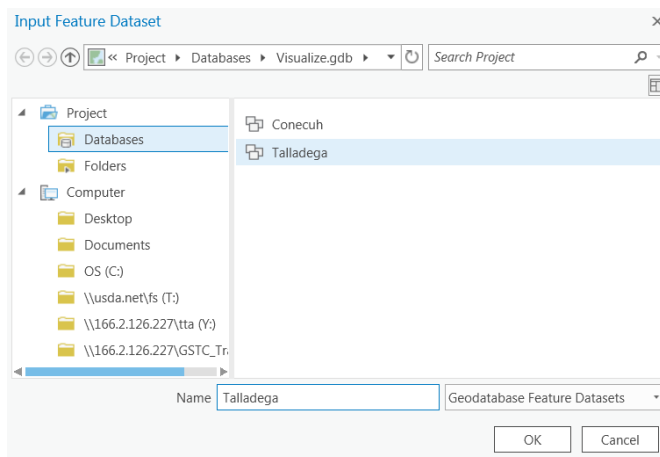 Input Feature Dataset
« Project Databases Visualize.gdb
Search Project
Project
Databases
Folders
Computer
Desktop
Documents
OS (C:)
\\usda.net\fs (T:)
\\166.2.126.227\tta (Y:)
\\166.2.126.227\GSTC_Tr
Conecuh
Talladega
Name Talladega Geodatabase Feature Datasets
OK Cancel